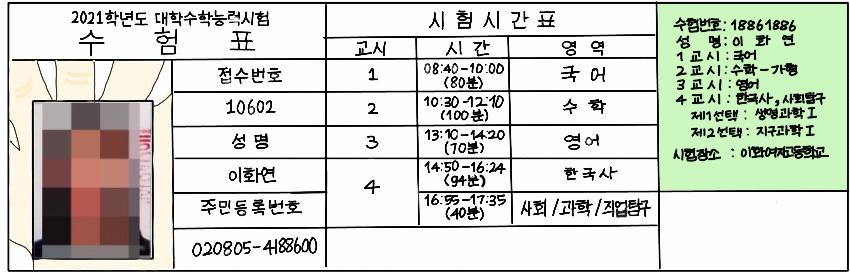 2021학년도 대학수학능력시험
수 험 표
접수번호
10602
성 명
이화연
주민등록번호
020805-4188600
시 험 시 간 표
교시 시 간 영 역
1 08:40-10:00 (80분) 국 어
2 10:30-12:10 (100분) 수 학
3 13:10-14:20 (70분) 영어
4 14:50-16:24 (94분) 한국사
16:55-17:35 (40분) 사회/과학/직업탐구
수험번호: 18861886
성 명: 이 화 연
1 교시: 국어
2 교시: 수학-가형
3 교시: 영어
4 교시: 한국사, 사회탐구
제1선택: 생명과학 I
제2선택: 지구과학 I
시험장소 : 이화여자고등학교